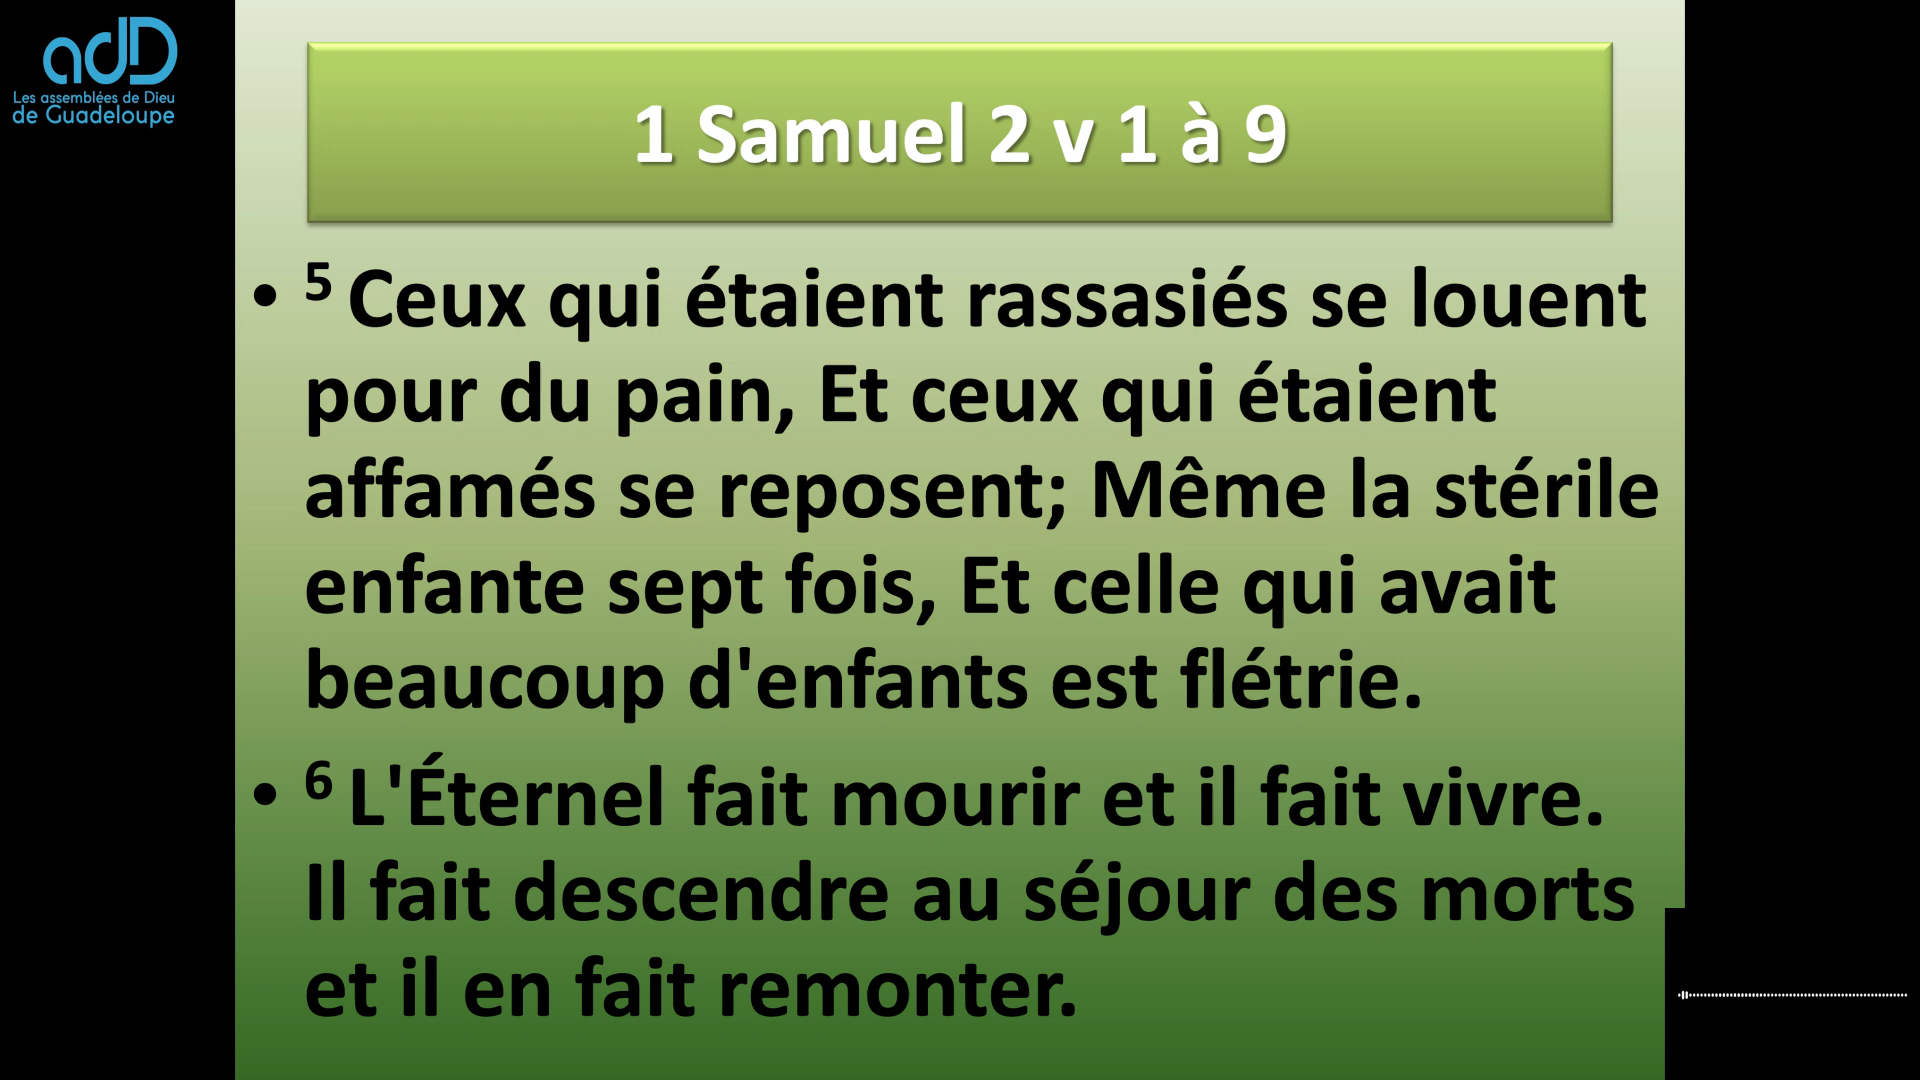 adD
Les assemblées de Dieu
de Guadeloupe
1 Samuel 2 v 1 à 9
• 5 Ceux qui étaient rassasiés se louent
pour du pain, Et ceux qui étaient
affamés se reposent; Même la stérile
enfante sept fois, Et celle qui avait
beaucoup d'enfants est flétrie.
• 6 L'Éternel fait mourir et il fait vivre.
Il fait descendre au séjour des morts
et il en fait remonter.